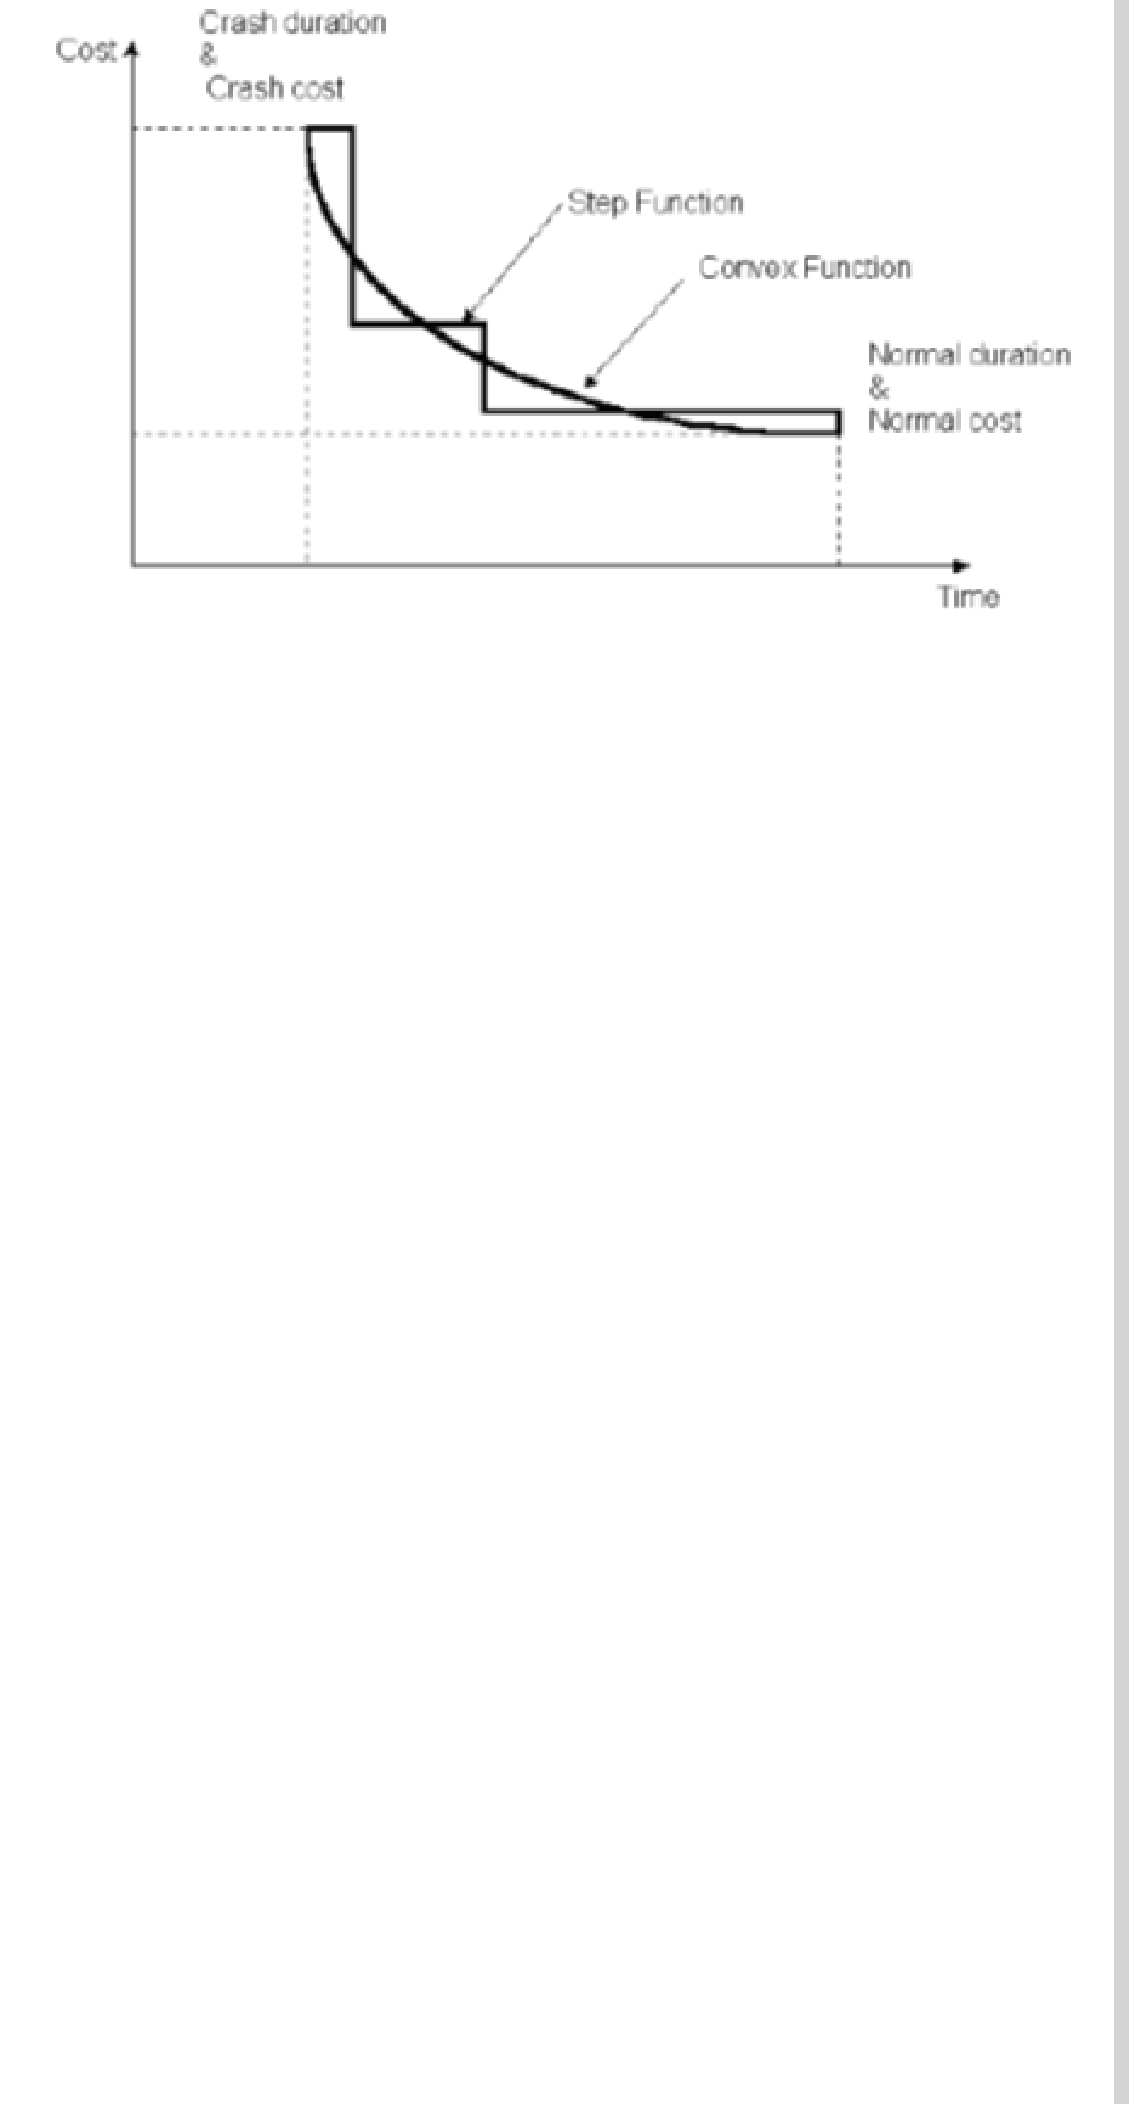 Crash duration
&
Crash cost
Cost
Step Function
Convex Function
Normal duration
&
Normal cost
Time